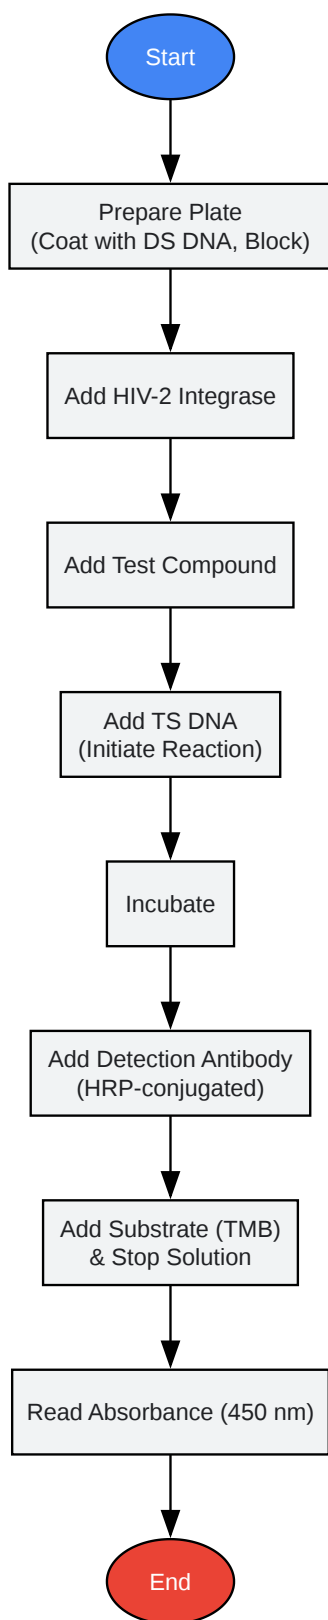 Start
Prepare Plate
(Coat with DS DNA, Block)
Add HIV-2 Integrase
Add Test Compound
Add TS DNA
(Initiate Reaction)
Incubate
Add Detection Antibody
(HRP-conjugated)
Add Substrate (TMB)
& Stop Solution
Read Absorbance (450 nm)
End